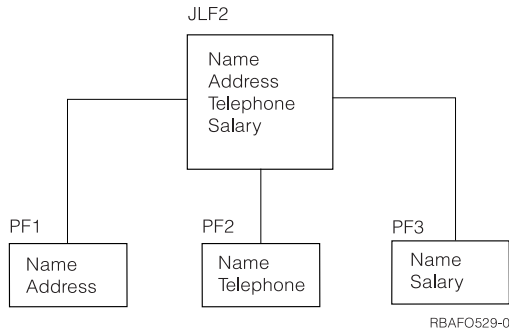 JLF2
Name
Address
Telephone
Salary
PF1
Name
Address
PF2
Name
Telephone
PF3
Name
Salary
RBAFO529-0